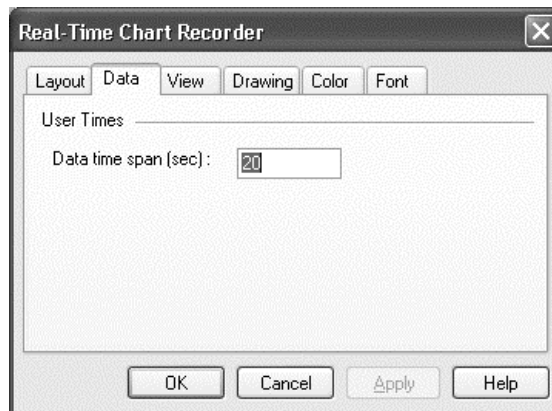 Real-Time Chart Recorder
Layout Data View Drawing Color Font
User Times
Data time span (sec) : 20
OK Cancel Apply Help